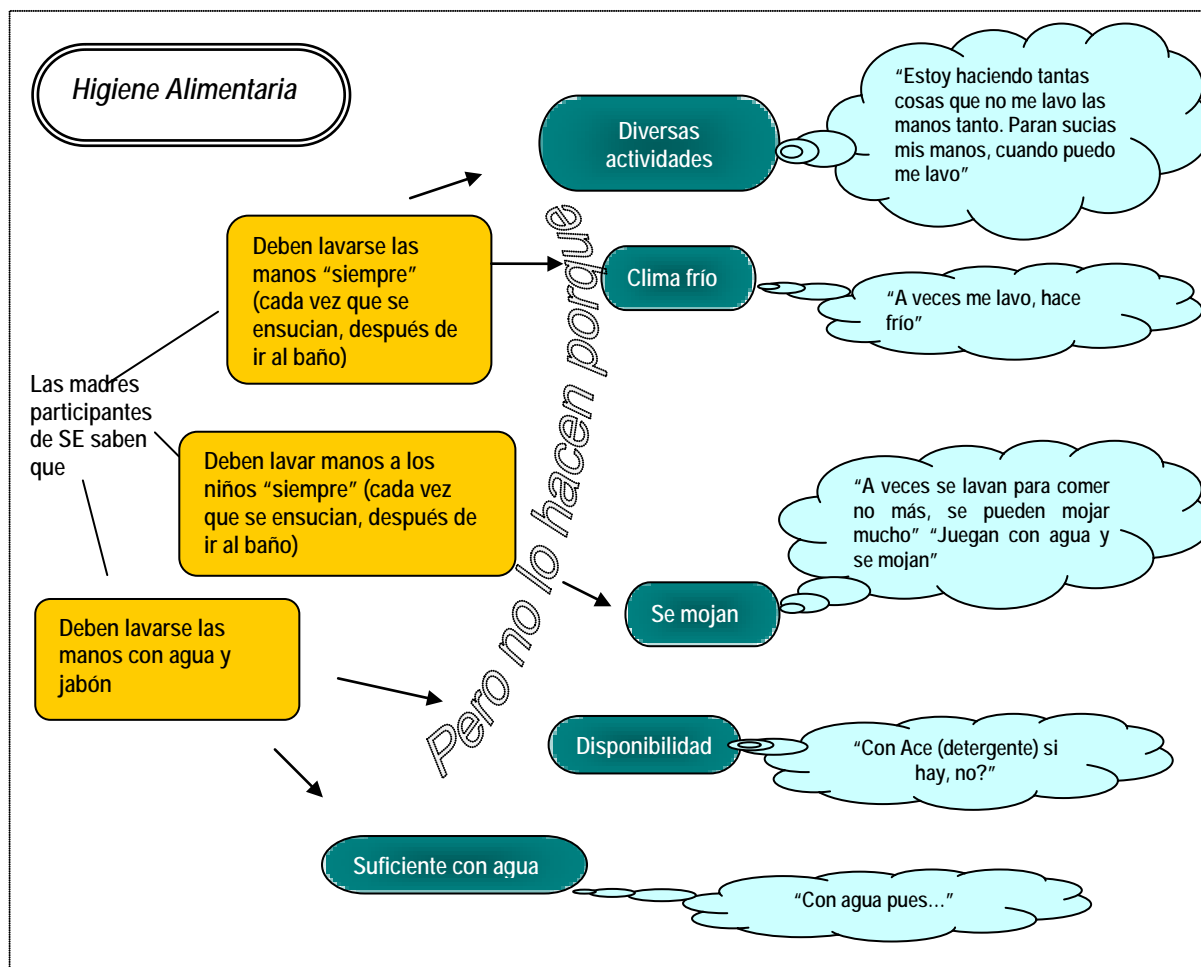 Higiene Alimentaria
Las madres
participantes
de SE saben
que
Deben lavarse las
manos “siempre”
(cada vez que se
ensucian, después de
ir al baño)
Deben lavar manos a los
niños “siempre” (cada vez
que se ensucian, después de
ir al baño)
Deben lavarse las
manos con agua y
jabón
Pero no lo hacen porque
Diversas
actividades
“Estoy haciendo tantas
cosas que no me lavo las
manos tanto. Paran sucias
mis manos, cuando puedo
me lavo”
Clima frío
“A veces me lavo, hace
frío”
Se mojan
“A veces se lavan para comer
no más, se pueden mojar
mucho” “Juegan con agua y
se mojan”
Disponibilidad
“Con Ace (detergente) si
hay, no?”
Suficiente con agua
“Con agua pues…”